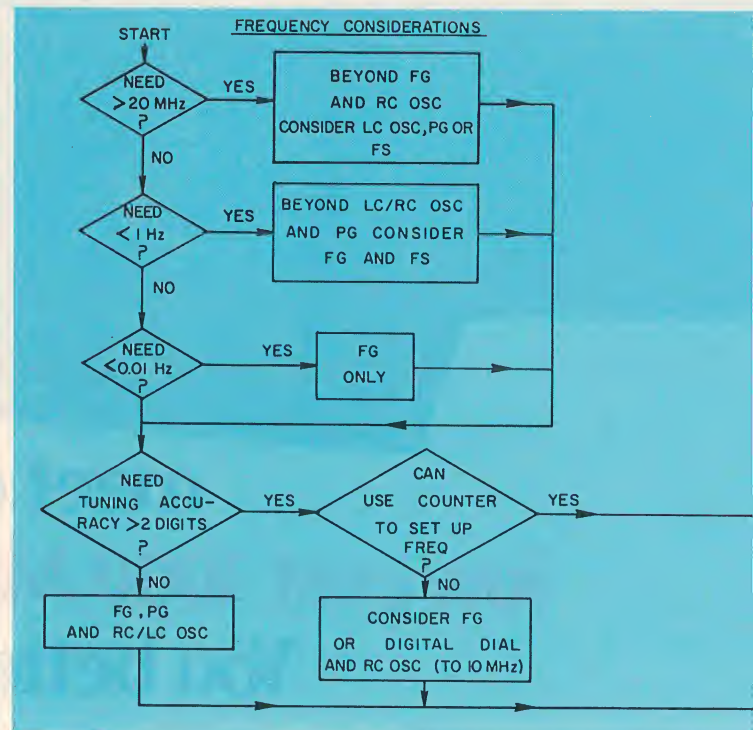 FREQUENCY CONSIDERATIONS
START
NEED
>20 MHz
?
YES
BEYOND FG
AND RC OSC
CONSIDER LC OSC, PG OR
FS
NO
NEED
<1 Hz
?
YES
BEYOND LC/RC OSC
AND PG CONSIDER
FG AND FS
NO
NEED
<0.01 Hz
?
YES
FG
ONLY
NEED
TUNING ACCU-
RACY >2 DIGITS
?
YES
CAN
USE COUNTER
TO SET UP
FREQ
?
YES
NO
FG, PG
AND RC/LC OSC
NO
CONSIDER FG
OR DIGITAL DIAL
AND RC OSC (TO 10 MHz)